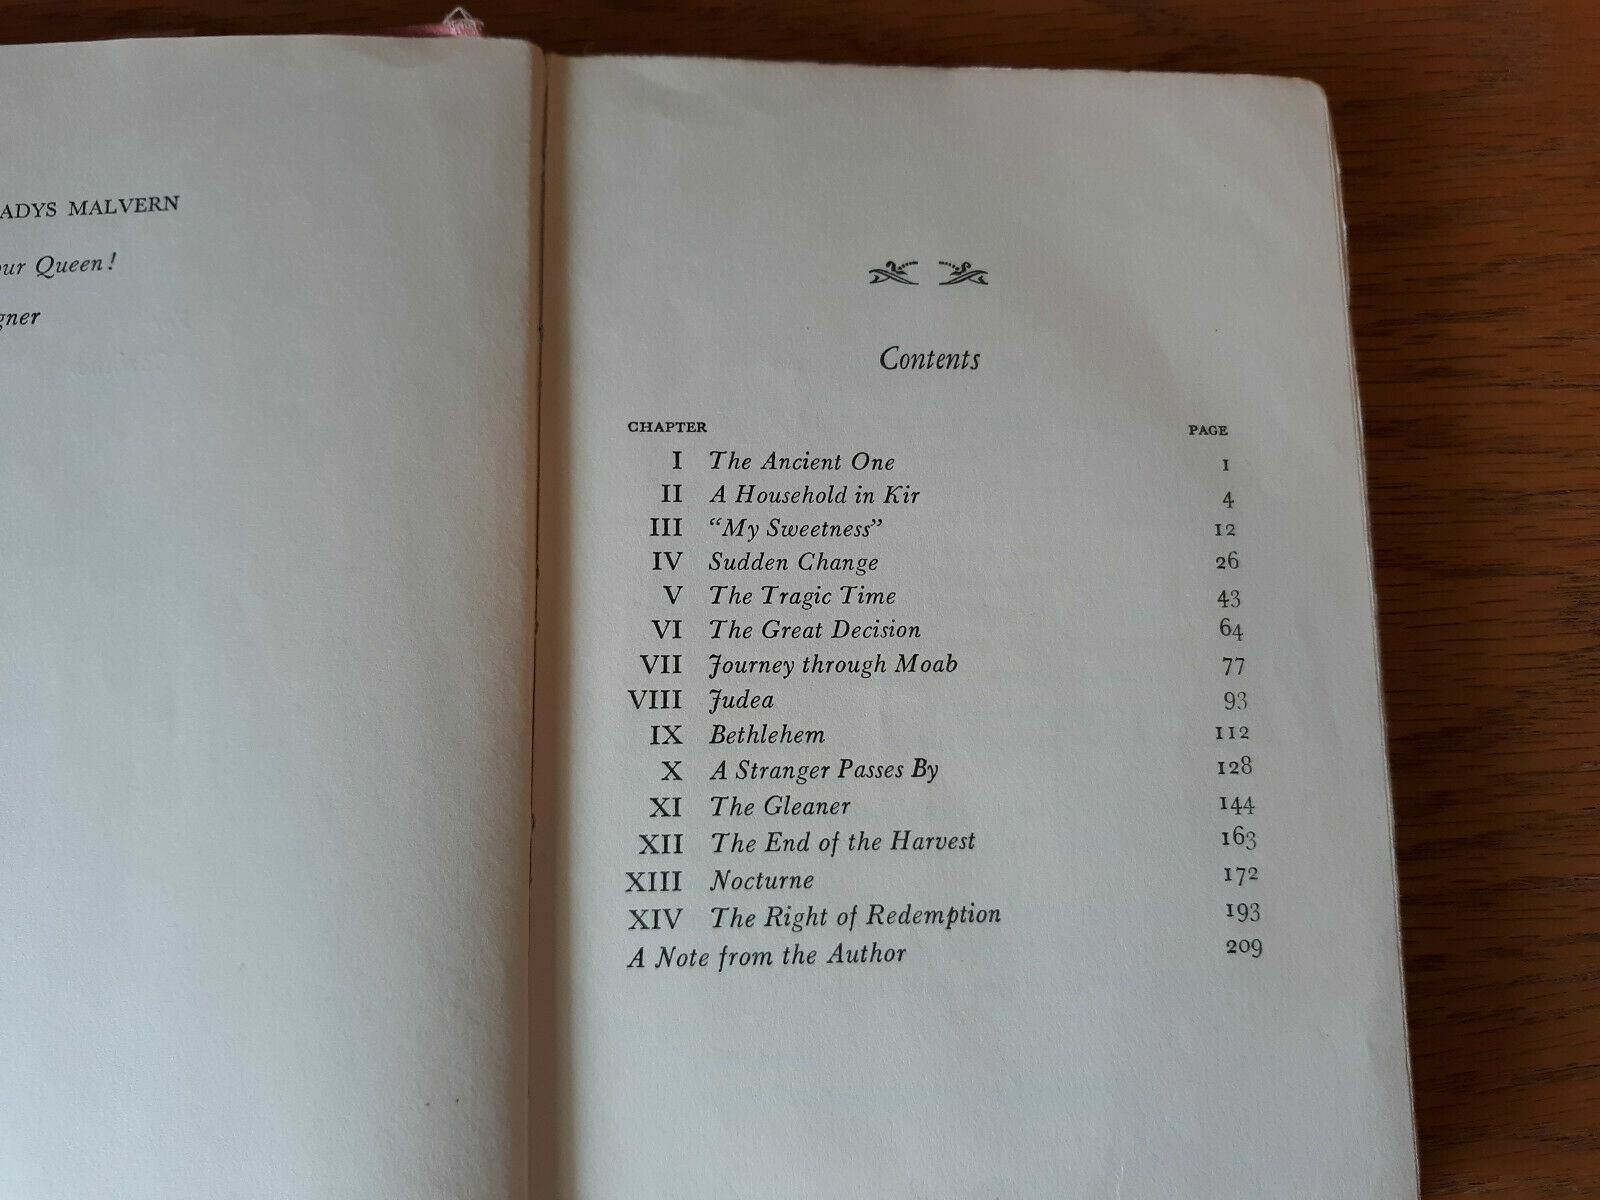 ADYS MALVERN
our Queen!
gner
Contents
CHAPTER PAGE
I The Ancient One 1
II A Household in Kir 4
III “My Sweetness” 12
IV Sudden Change 26
V The Tragic Time 43
VI The Great Decision 64
VII Journey through Moab 77
VIII Judea 93
IX Bethlehem 112
X A Stranger Passes By 128
XI The Gleaner 144
XII The End of the Harvest 163
XIII Nocturne 172
XIV The Right of Redemption 193
A Note from the Author 209